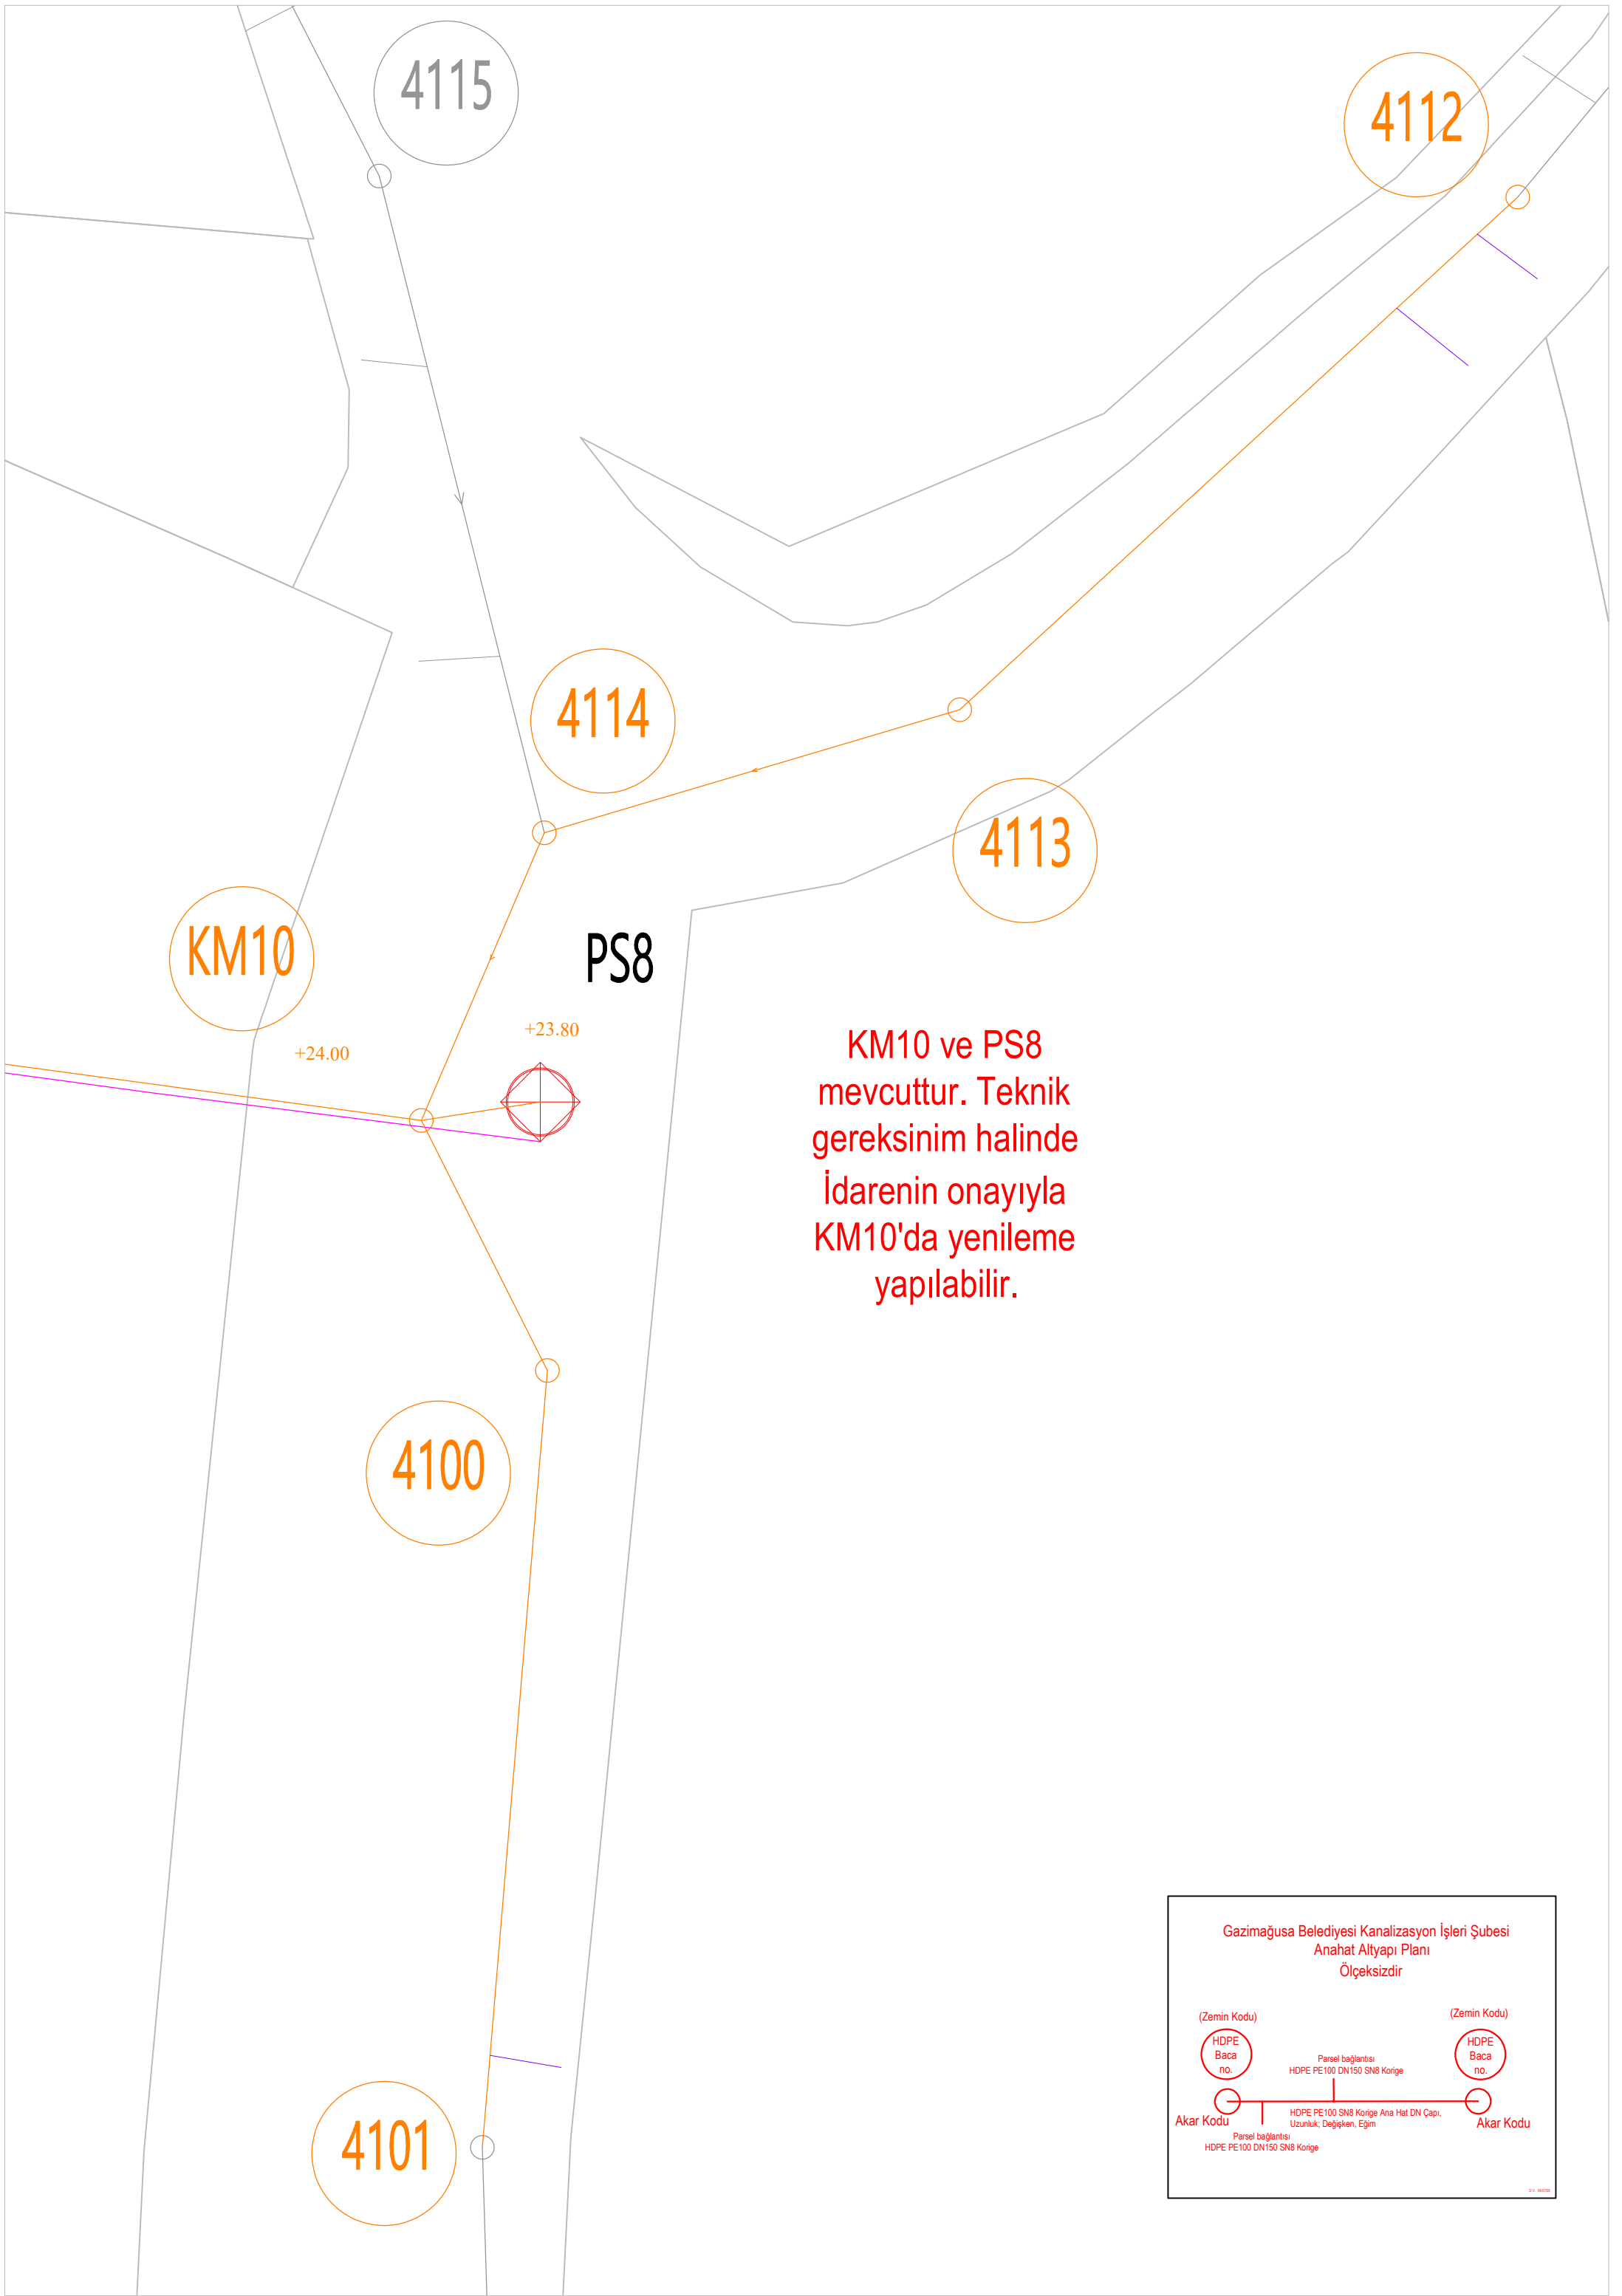 4115
4112
4114
4113
KM10
PS8
+23.80
+24.00
KM10 ve PS8
mevcuttur. Teknik
gereksinim halinde
İdarenin onayıyla
KM10'da yenileme
yapılabilir.
4100
4101
Gazimağusa Belediyesi Kanalizasyon İşleri Şubesi
Anahat Altyapı Planı
Ölçeksizdir
(Zemin Kodu)
(Zemin Kodu)
HDPE
Baca
no.
HDPE
Baca
no.
Parsel bağlantısı
HDPE PE100 DN150 SN8 Korige
Akar Kodu
HDPE PE100 SN8 Korige Ana Hat DN Çapı,
Uzunluk; Değişken, Eğim
Akar Kodu
Parsel bağlantısı
HDPE PE100 DN150 SN8 Korige